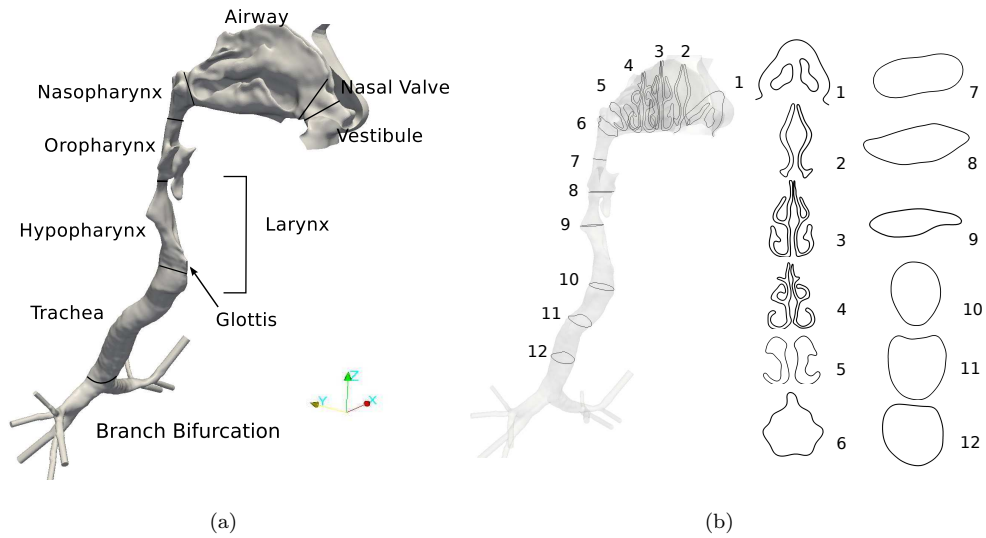 Airway
Nasopharynx
Nasal Valve
Vestibule
Oropharynx
Larynx
Hypopharynx
Trachea
Glottis
Z
Y
X
Branch Bifurcation
(a)
3
2
4
5
1
6
7
8
9
10
11
12
1
2
3
4
5
6
7
8
9
10
11
12
(b)